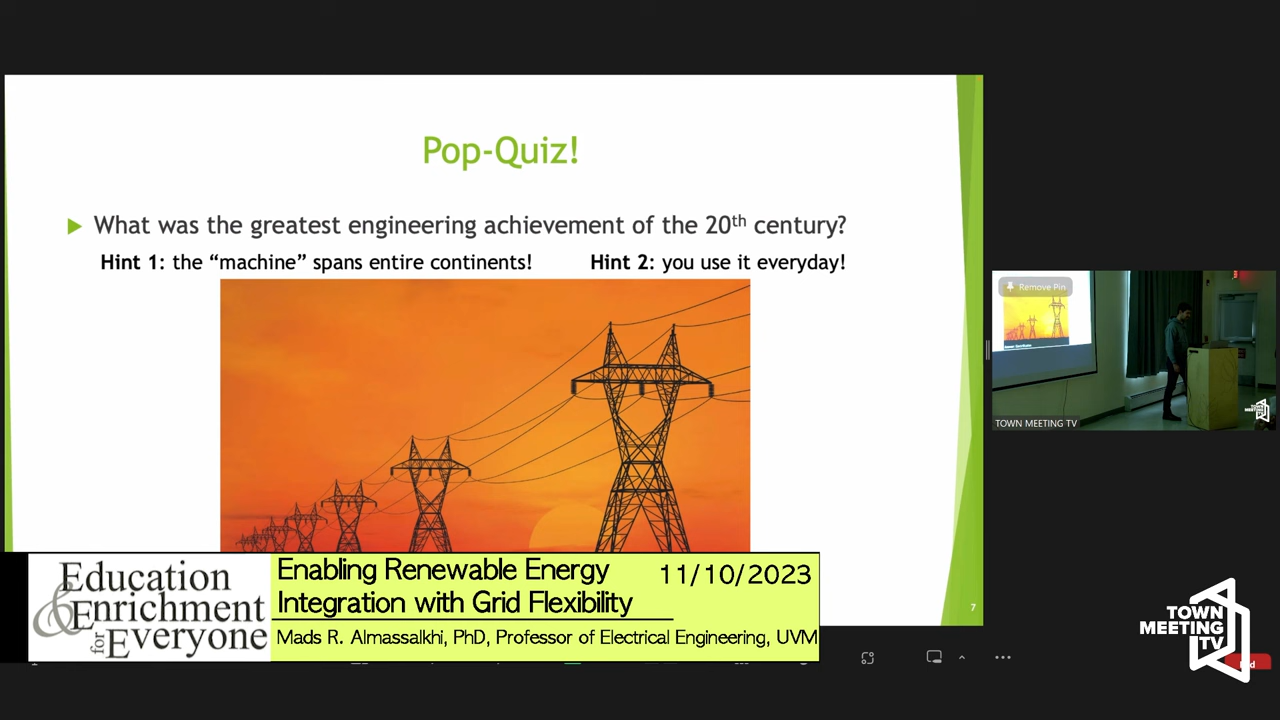 Pop-Quiz!
What was the greatest engineering achievement of the 20th century?
Hint 1: the “machine” spans entire continents!
Hint 2: you use it everyday!
Remove Pin
TOWN MEETING TV
7
Education
& Enrichment
for Everyone
Enabling Renewable Energy
Integration with Grid Flexibility
11/10/2023
Mads R. Almassalkhi, PhD, Professor of Electrical Engineering, UVM
TOWN
MEETING
TV